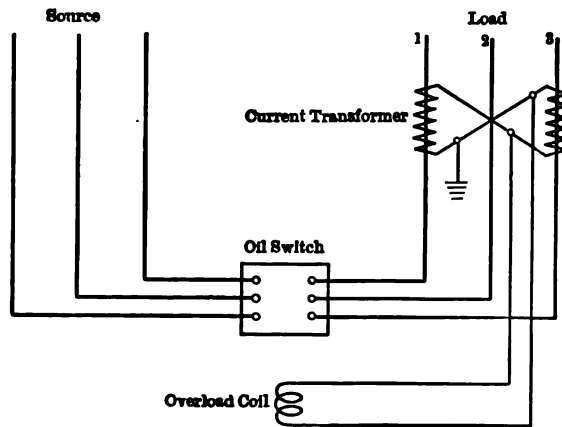 Source
Load
1
2
3
Current Transformer
Oil Switch
Overload Coil